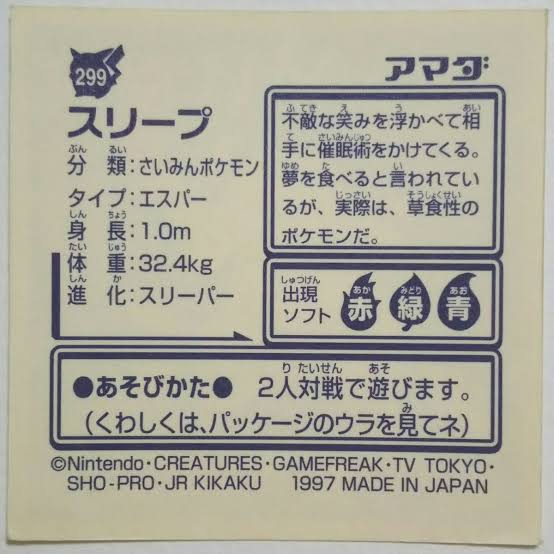 299
アマダ
スリープ
分類:さいみんポケモン
タイプ:エスパー
身長:1.0m
体重:32.4kg
進化:スリーパー
不敵な笑みを浮かべて相
手に催眠術をかけてくる。
夢を食べると言われてい
るが、実際は、草食性の
ポケモンだ。
出現
ソフト
赤 緑 青
●あそびかた● 2人対戦で遊びます。
(くわしくは、パッケージのウラを見てネ)
©Nintendo・CREATURES・GAMEFREAK・TV TOKYO・
SHO-PRO・JR KIKAKU 1997 MADE IN JAPAN